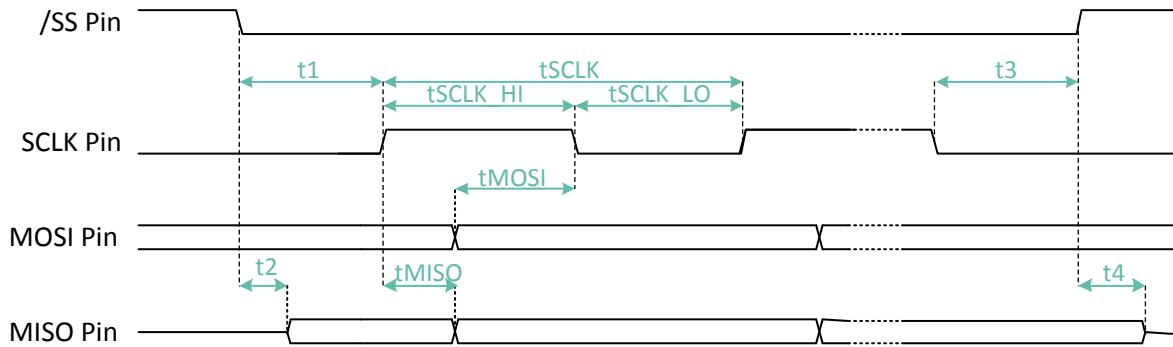 /SS Pin
t1
tSCLK
t3
tSCLK_HI
tSCLK_LO
SCLK Pin
tMOSI
MOSI Pin
t2
tMISO
t4
MISO Pin